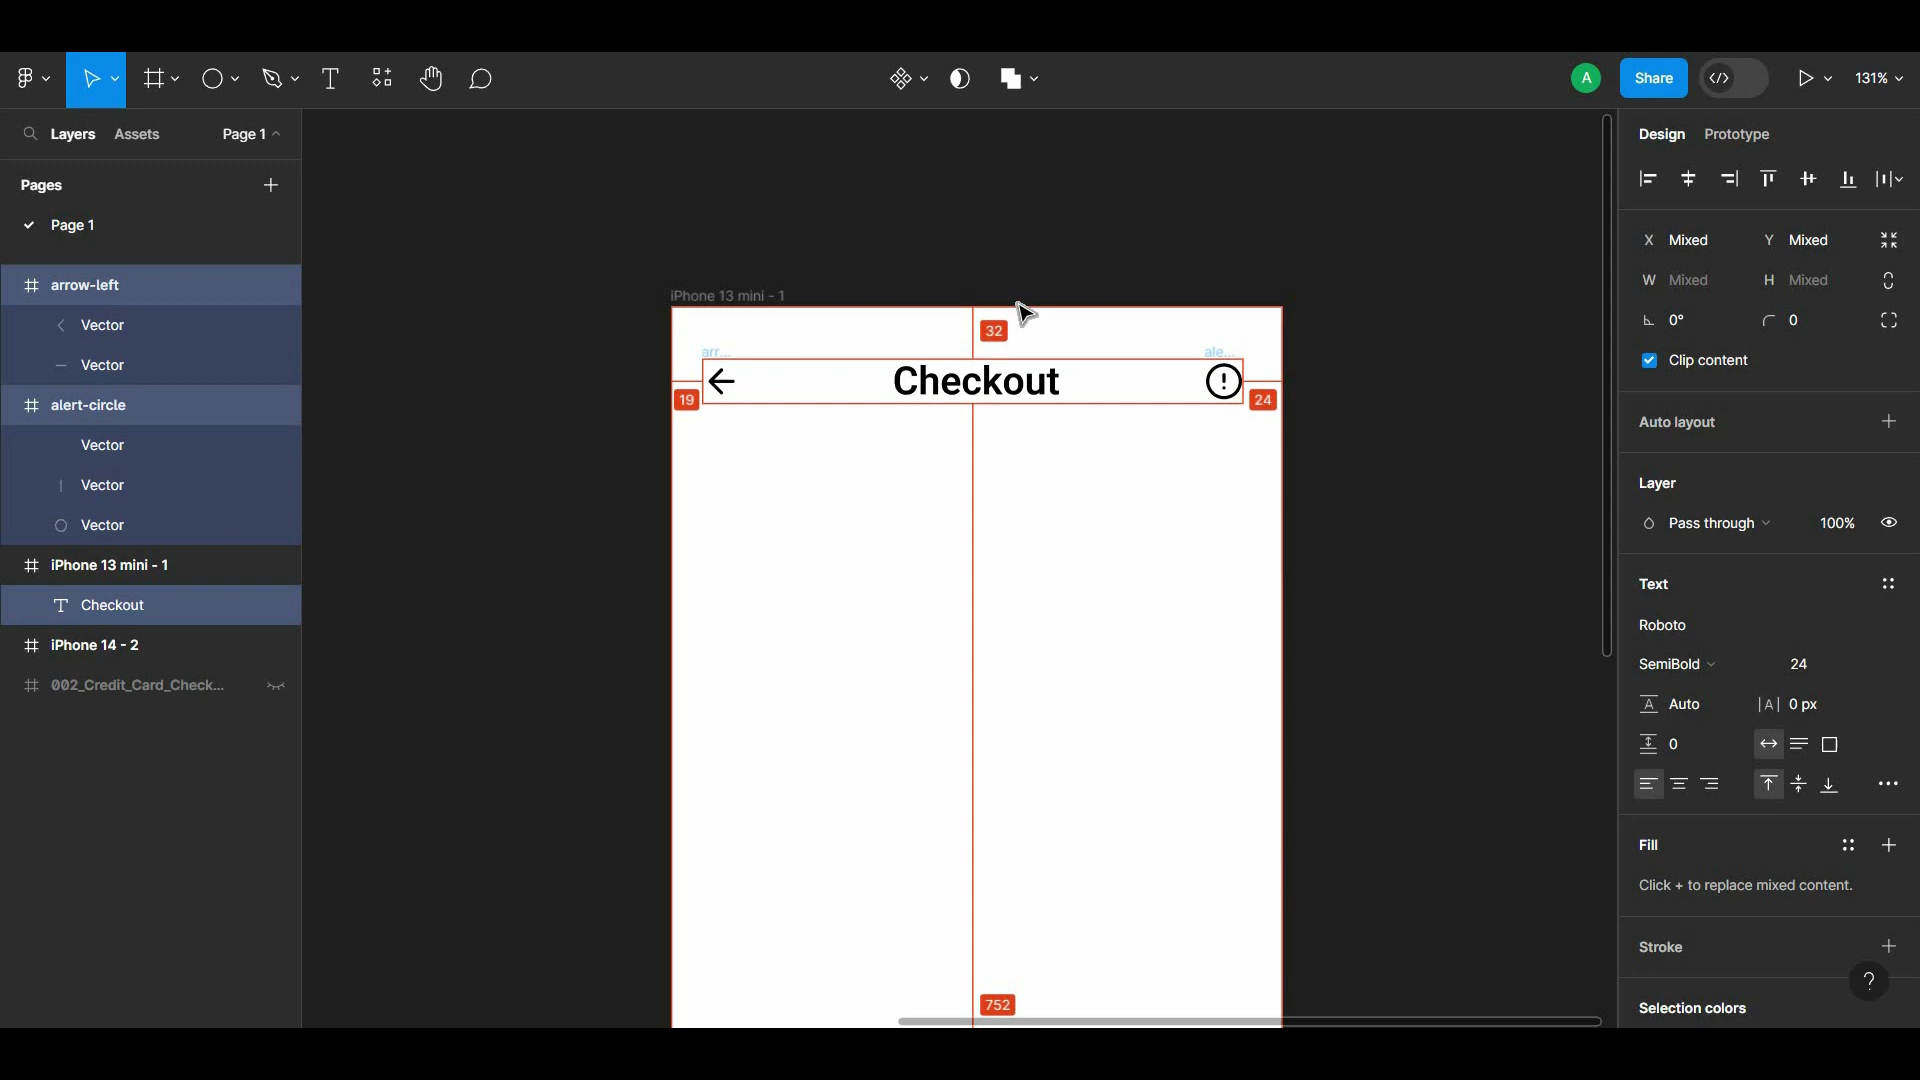 A
Share
131%
Layers
Assets
Page 1
Pages
Page 1
arrow-left
Vector
Vector
alert-circle
Vector
Vector
Vector
iPhone 13 mini - 1
Checkout
iPhone 14 - 2
002_Credit_Card_Check...
iPhone 13 mini - 1
32
arr...
ale...
Checkout
19
24
752
Design
Prototype
X Mixed
Y Mixed
W Mixed
H Mixed
0°
0
Clip content
Auto layout
Layer
Pass through
100%
Text
Roboto
SemiBold
24
A Auto
|A| 0 px
0
Fill
Click + to replace mixed content.
Stroke
?
Selection colors